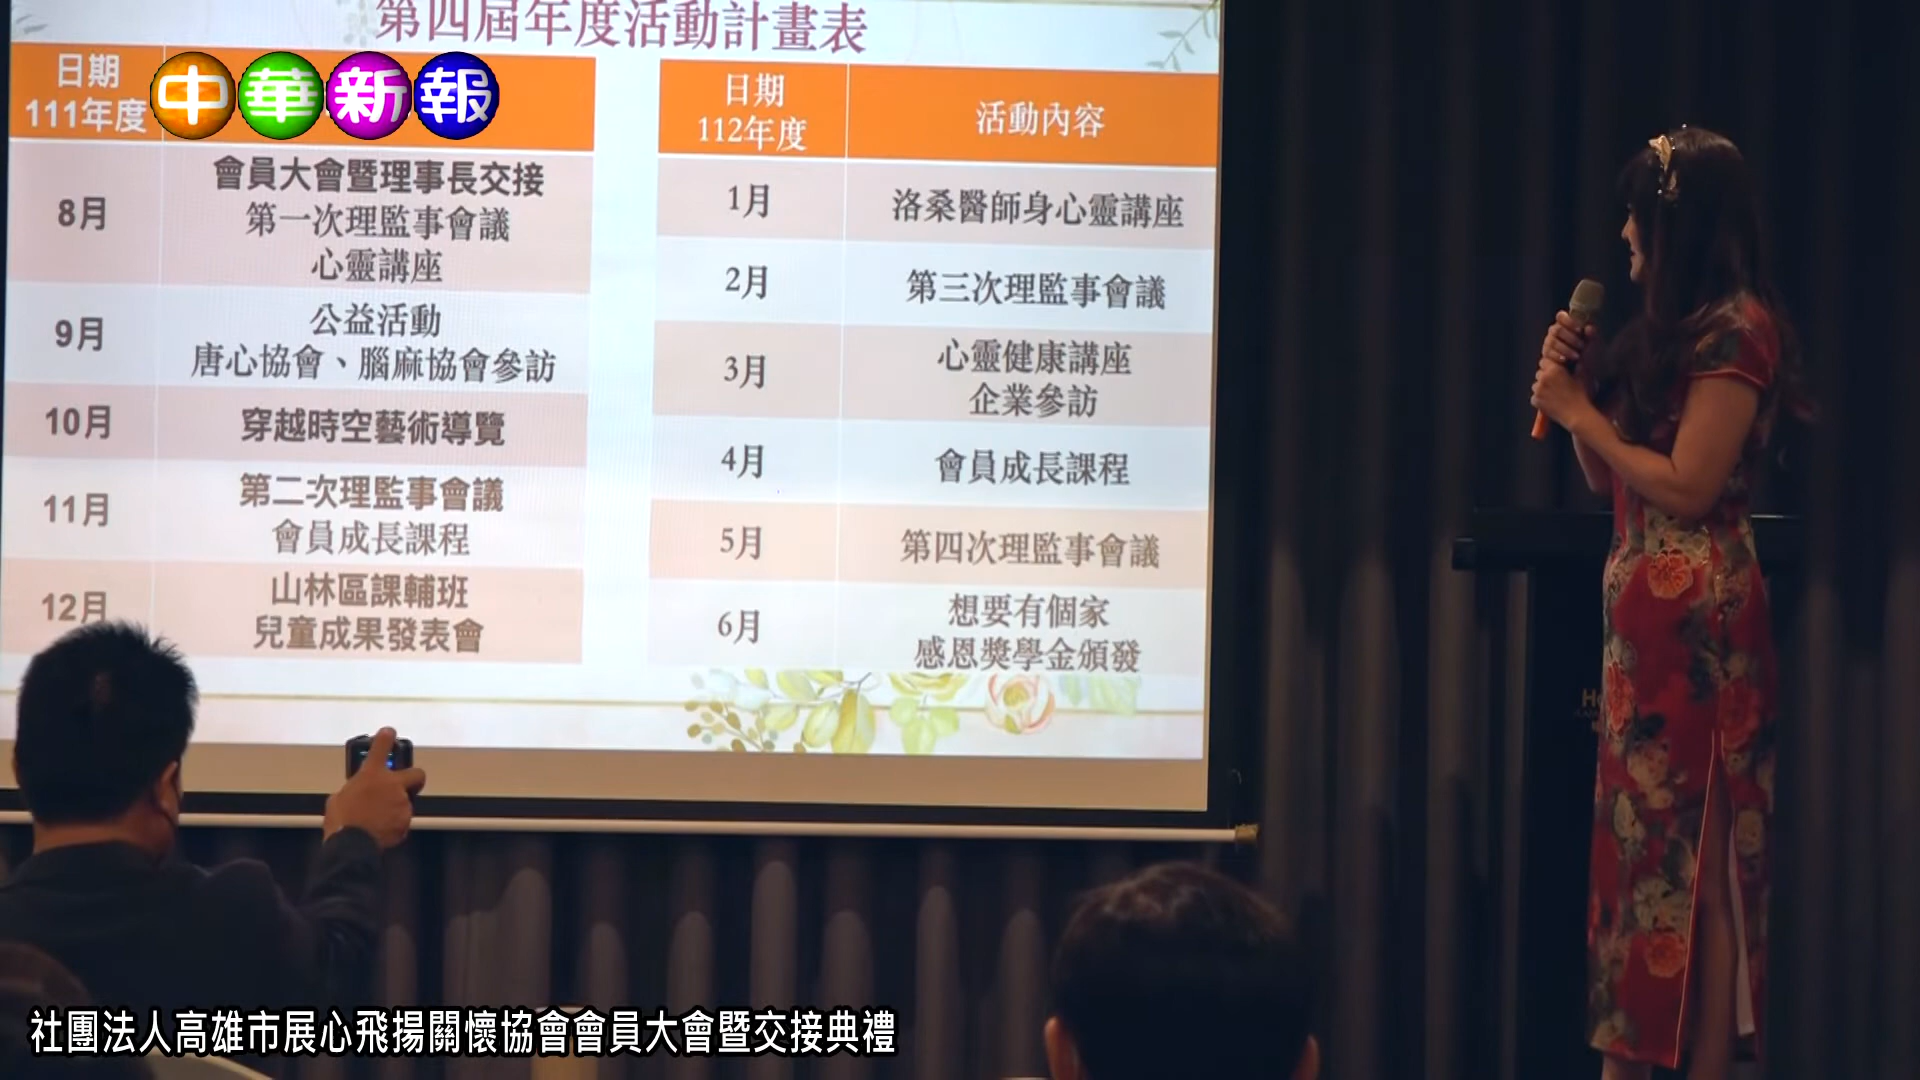 第四屆年度活動計畫表
中華新報
日期
111年度
8月
會員大會暨理事長交接
第一次理監事會議
心靈講座
9月
公益活動
唐心協會、腦麻協會參訪
10月
穿越時空藝術導覽
11月
第二次理監事會議
會員成長課程
12月
山林區課輔班
兒童成果發表會
日期
112年度
活動內容
1月
洛桑醫師身心靈講座
2月
第三次理監事會議
3月
心靈健康講座
企業參訪
4月
會員成長課程
5月
第四次理監事會議
6月
想要有個家
感恩獎學金頒發
社團法人高雄市展心飛揚關懷協會會員大會暨交接典禮